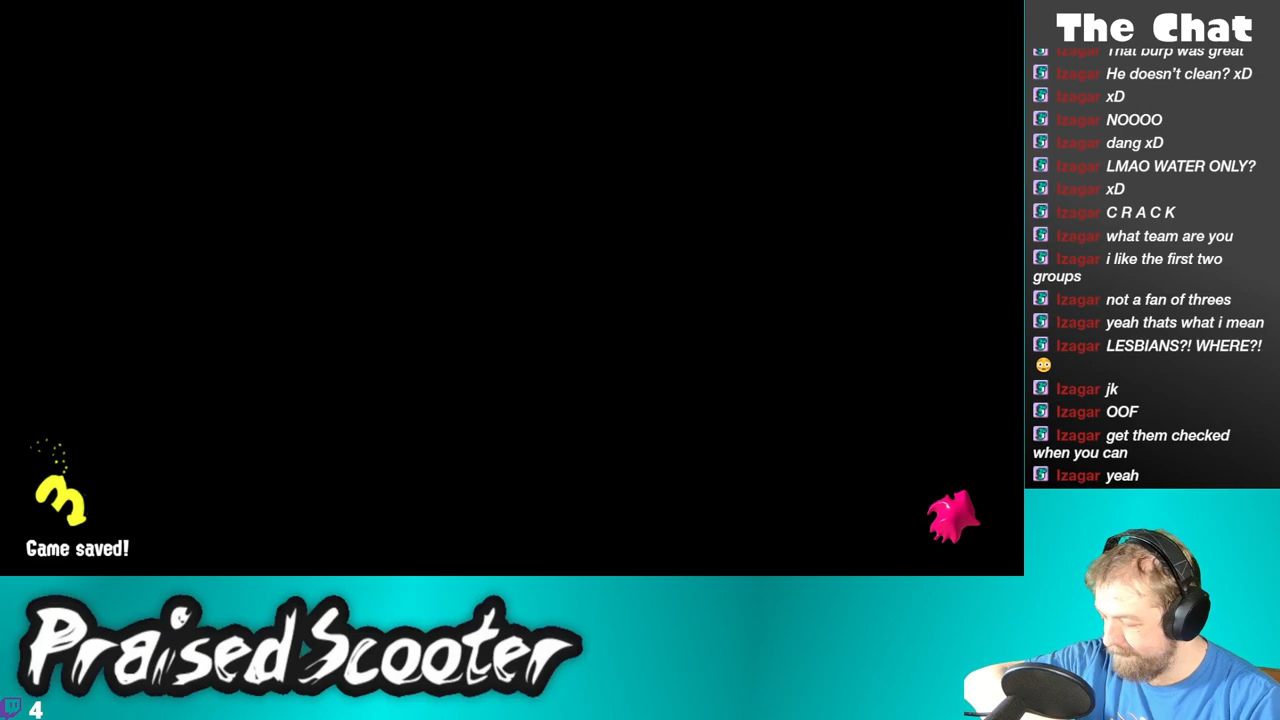 The Chat
Izagar That burp was great
Izagar He doesn't clean? xD
Izagar xD
Izagar NOOOO
Izagar dang xD
Izagar LMAO WATER ONLY?
Izagar xD
Izagar C R A C K
Izagar what team are you
Izagar i like the first two
groups
Izagar not a fan of threes
Izagar yeah thats what i mean
Izagar LESBIANS?! WHERE?!
😳
Izagar jk
Izagar OOF
Izagar get them checked
when you can
Izagar yeah
3
Game saved!
PraisedScooter
4